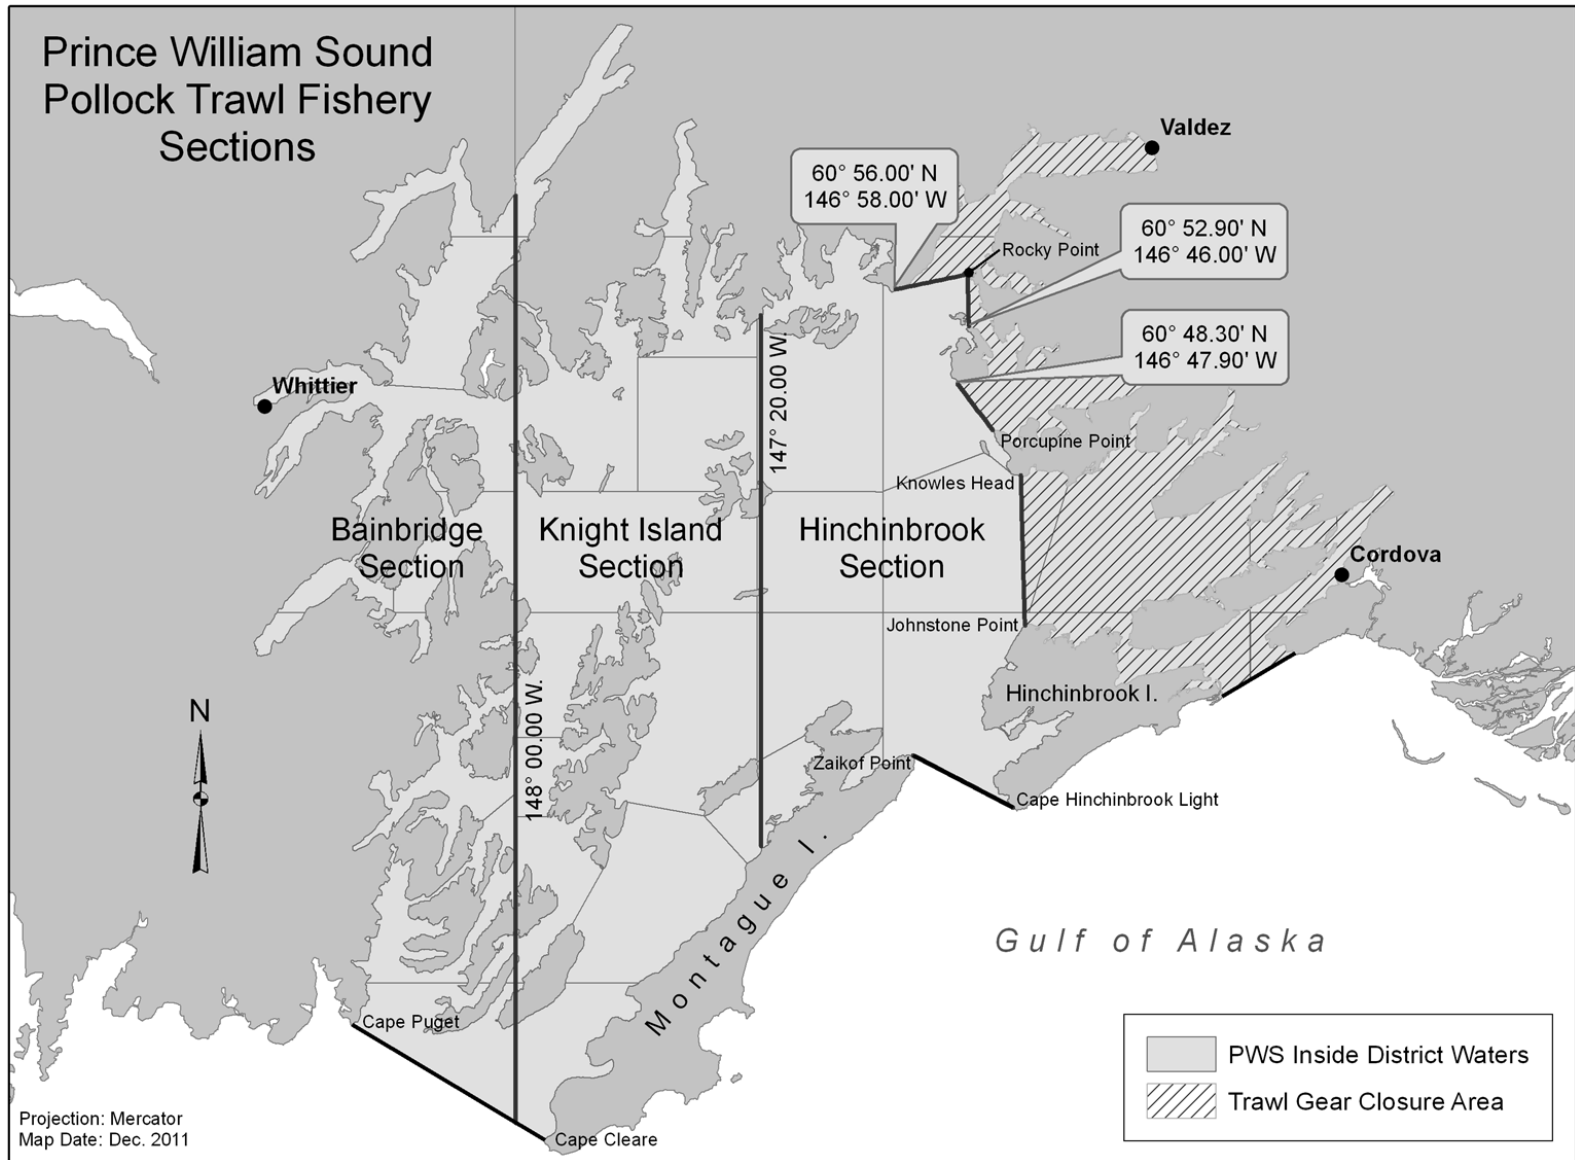 Prince William Sound
Pollock Trawl Fishery
Sections
Valdez
60° 56.00' N
146° 58.00' W
60° 52.90' N
146° 46.00' W
Rocky Point
60° 48.30' N
146° 47.90' W
Whittier
147° 20.00 W.
Porcupine Point
Knowles Head
Bainbridge
Section
Knight Island
Section
Hinchinbrook
Section
Cordova
Johnstone Point
Hinchinbrook I.
N
148° 00.00 W.
Zaikof Point
Cape Hinchinbrook Light
Montague I.
Gulf of Alaska
Cape Puget
PWS Inside District Waters
Trawl Gear Closure Area
Projection: Mercator
Map Date: Dec. 2011
Cape Cleare